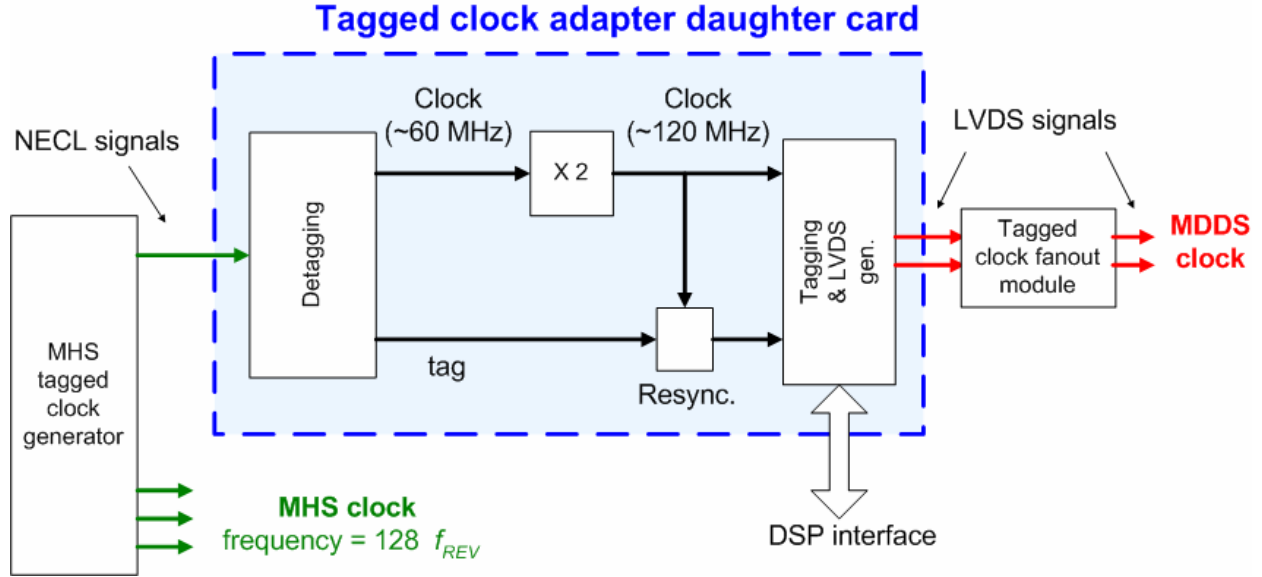 Tagged clock adapter daughter card
NECL signals
Clock
(~60 MHz)
Clock
(~120 MHz)
LVDS signals
X 2
Detagging
Tagging
& LVDS
gen.
Tagged
clock fanout
module
MDDS
clock
MHS
tagged
clock
generator
tag
Resync.
MHS clock
frequency = 128 fREV
DSP interface